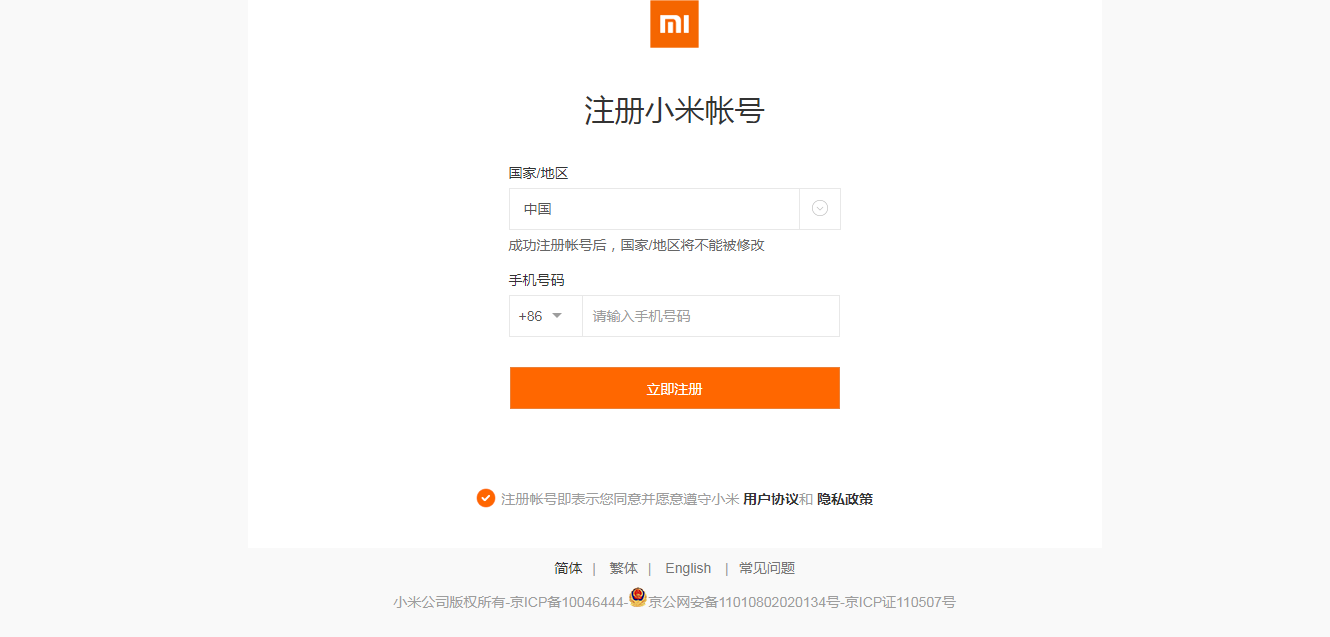 mi
注册小米帐号
国家/地区
中国
成功注册帐号后，国家/地区将不能被修改
手机号码
+86 请输入手机号码
立即注册
注册帐号即表示您同意并愿意遵守小米 用户协议和 隐私政策
简体 | 繁体 | English | 常见问题
小米公司版权所有-京ICP备10046444-京公网安备11010802020134号-京ICP证110507号